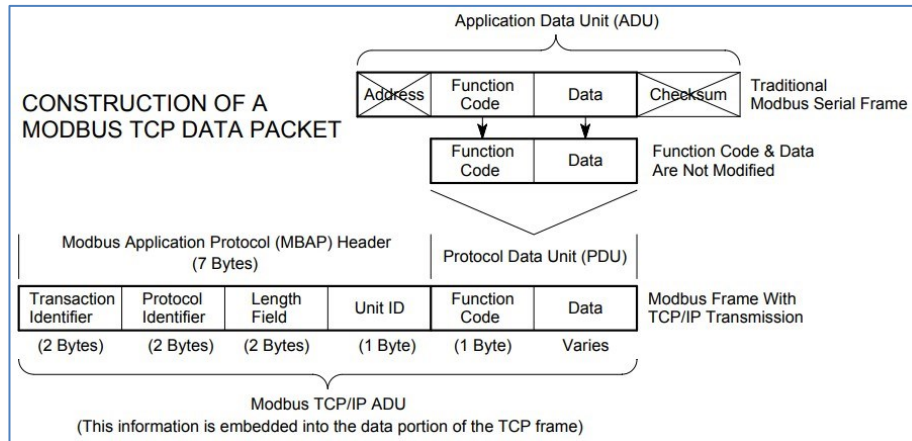 Application Data Unit (ADU)
CONSTRUCTION OF A
MODBUS TCP DATA PACKET
Address
Function
Code
Data
Checksum
Traditional
Modbus Serial Frame
Function
Code
Data
Function Code & Data
Are Not Modified
Modbus Application Protocol (MBAP) Header
(7 Bytes)
Protocol Data Unit (PDU)
Transaction
Identifier
Protocol
Identifier
Length
Field
Unit ID
Function
Code
Data
Modbus Frame With
TCP/IP Transmission
(2 Bytes)
(2 Bytes)
(2 Bytes)
(1 Byte)
(1 Byte)
Varies
Modbus TCP/IP ADU
(This information is embedded into the data portion of the TCP frame)